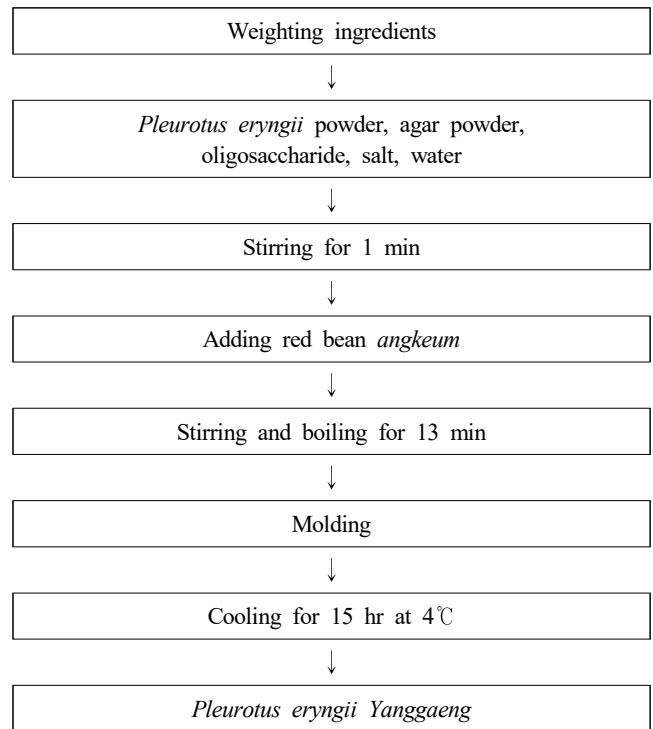 Weighting ingredients
↓
Pleurotus eryngii powder, agar powder,
oligosaccharide, salt, water
↓
Stirring for 1 min
↓
Adding red bean angkeum
↓
Stirring and boiling for 13 min
↓
Molding
↓
Cooling for 15 hr at 4℃
↓
Pleurotus eryngii Yanggaeng